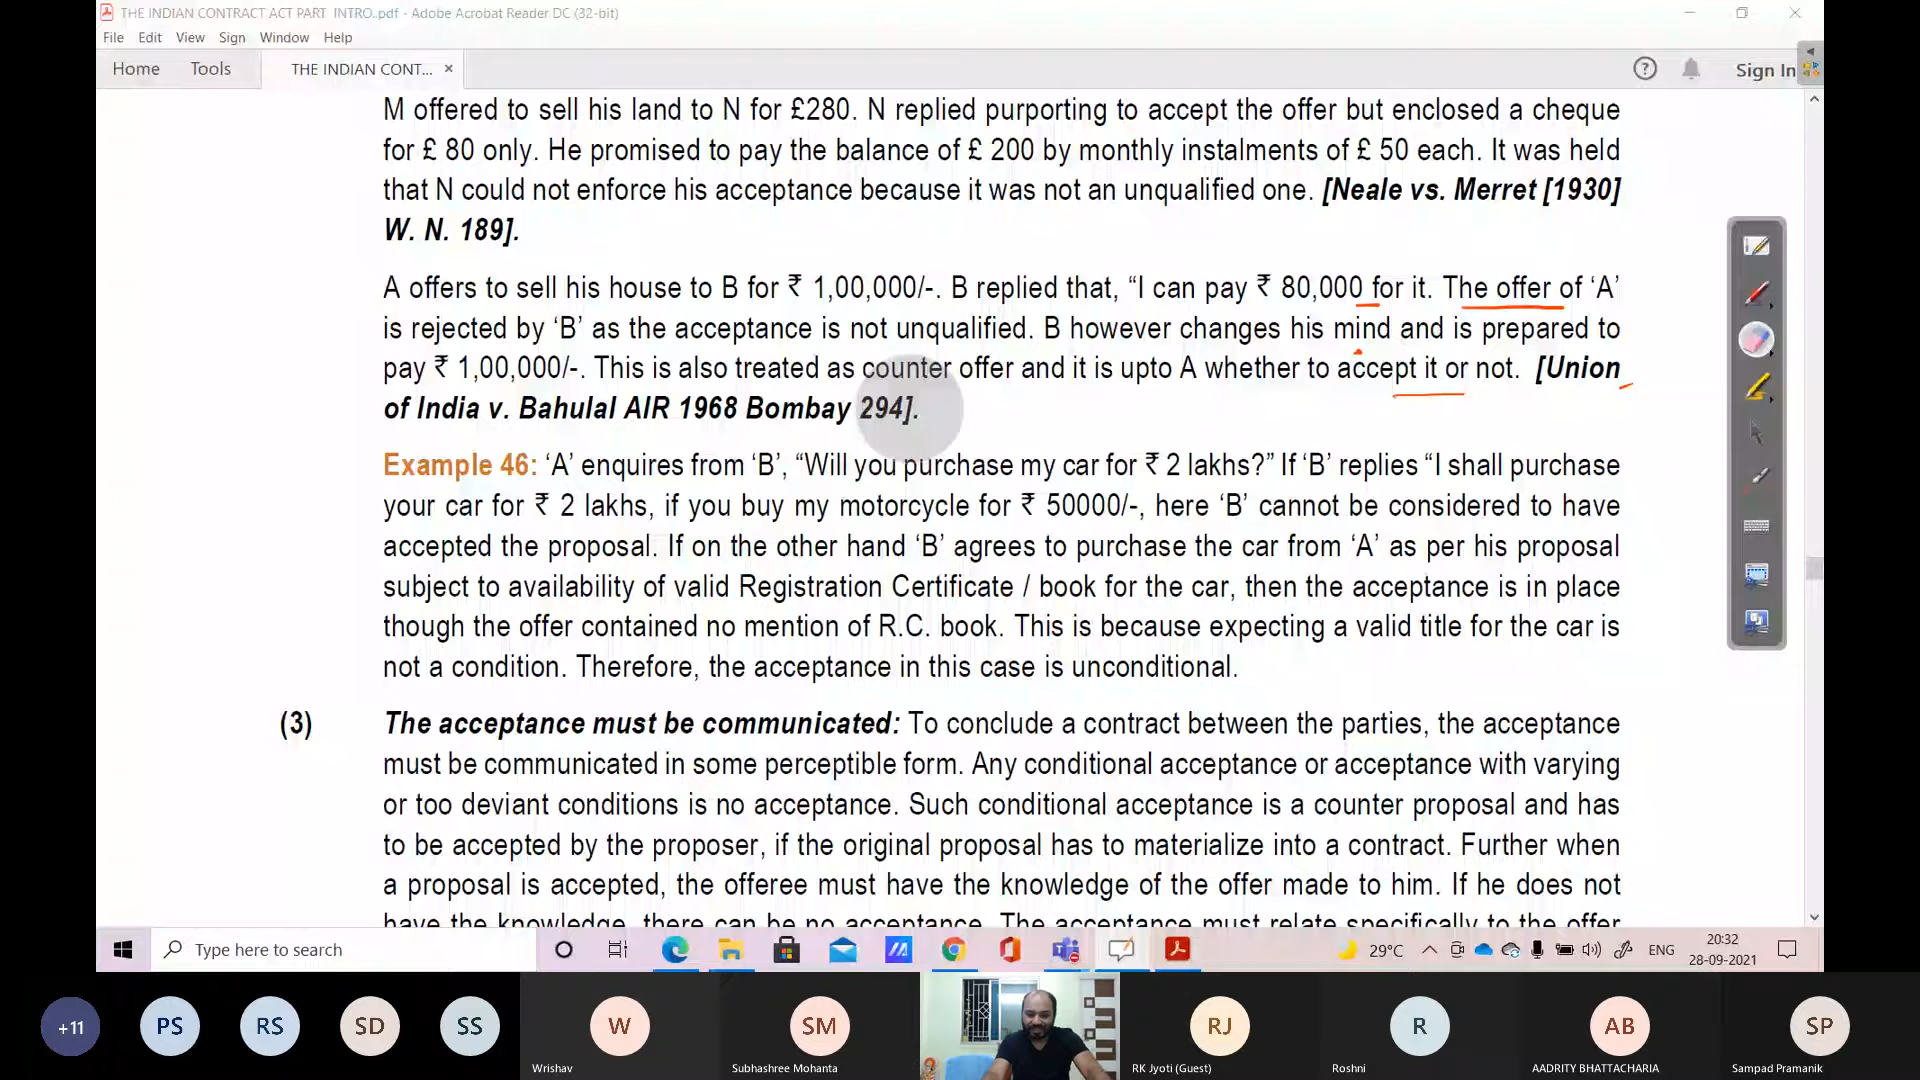 THE INDIAN CONTRACT ACT PART INTRO..pdf - Adobe Acrobat Reader DC (32-bit)
File Edit View Sign Window Help
Home Tools THE INDIAN CONT... × Sign In
M offered to sell his land to N for £280. N replied purporting to accept the offer but enclosed a cheque
for £ 80 only. He promised to pay the balance of £ 200 by monthly instalments of £ 50 each. It was held
that N could not enforce his acceptance because it was not an unqualified one. [Neale vs. Merret [1930]
W. N. 189].
A offers to sell his house to B for ₹ 1,00,000/-. B replied that, “I can pay ₹ 80,000 for it. The offer of ‘A’
is rejected by ‘B’ as the acceptance is not unqualified. B however changes his mind and is prepared to
pay ₹ 1,00,000/-. This is also treated as counter offer and it is upto A whether to accept it or not. [Union
of India v. Bahulal AIR 1968 Bombay 294].
Example 46: ‘A’ enquires from ‘B’, “Will you purchase my car for ₹ 2 lakhs?” If ‘B’ replies “I shall purchase
your car for ₹ 2 lakhs, if you buy my motorcycle for ₹ 50000/-, here ‘B’ cannot be considered to have
accepted the proposal. If on the other hand ‘B’ agrees to purchase the car from ‘A’ as per his proposal
subject to availability of valid Registration Certificate / book for the car, then the acceptance is in place
though the offer contained no mention of R.C. book. This is because expecting a valid title for the car is
not a condition. Therefore, the acceptance in this case is unconditional.
(3) The acceptance must be communicated: To conclude a contract between the parties, the acceptance
must be communicated in some perceptible form. Any conditional acceptance or acceptance with varying
or too deviant conditions is no acceptance. Such conditional acceptance is a counter proposal and has
to be accepted by the proposer, if the original proposal has to materialize into a contract. Further when
a proposal is accepted, the offeree must have the knowledge of the offer made to him. If he does not
have the knowledge, there can be no acceptance. The acceptance must relate specifically to the offer
Type here to search 29°C ENG 20:32
28-09-2021
+11 PS RS SD SS W SM RJ R AB SP
Wrishav Subhashree Mohanta RK Jyoti (Guest) Roshni AADRITY BHATTACHARIA Sampad Pramanik